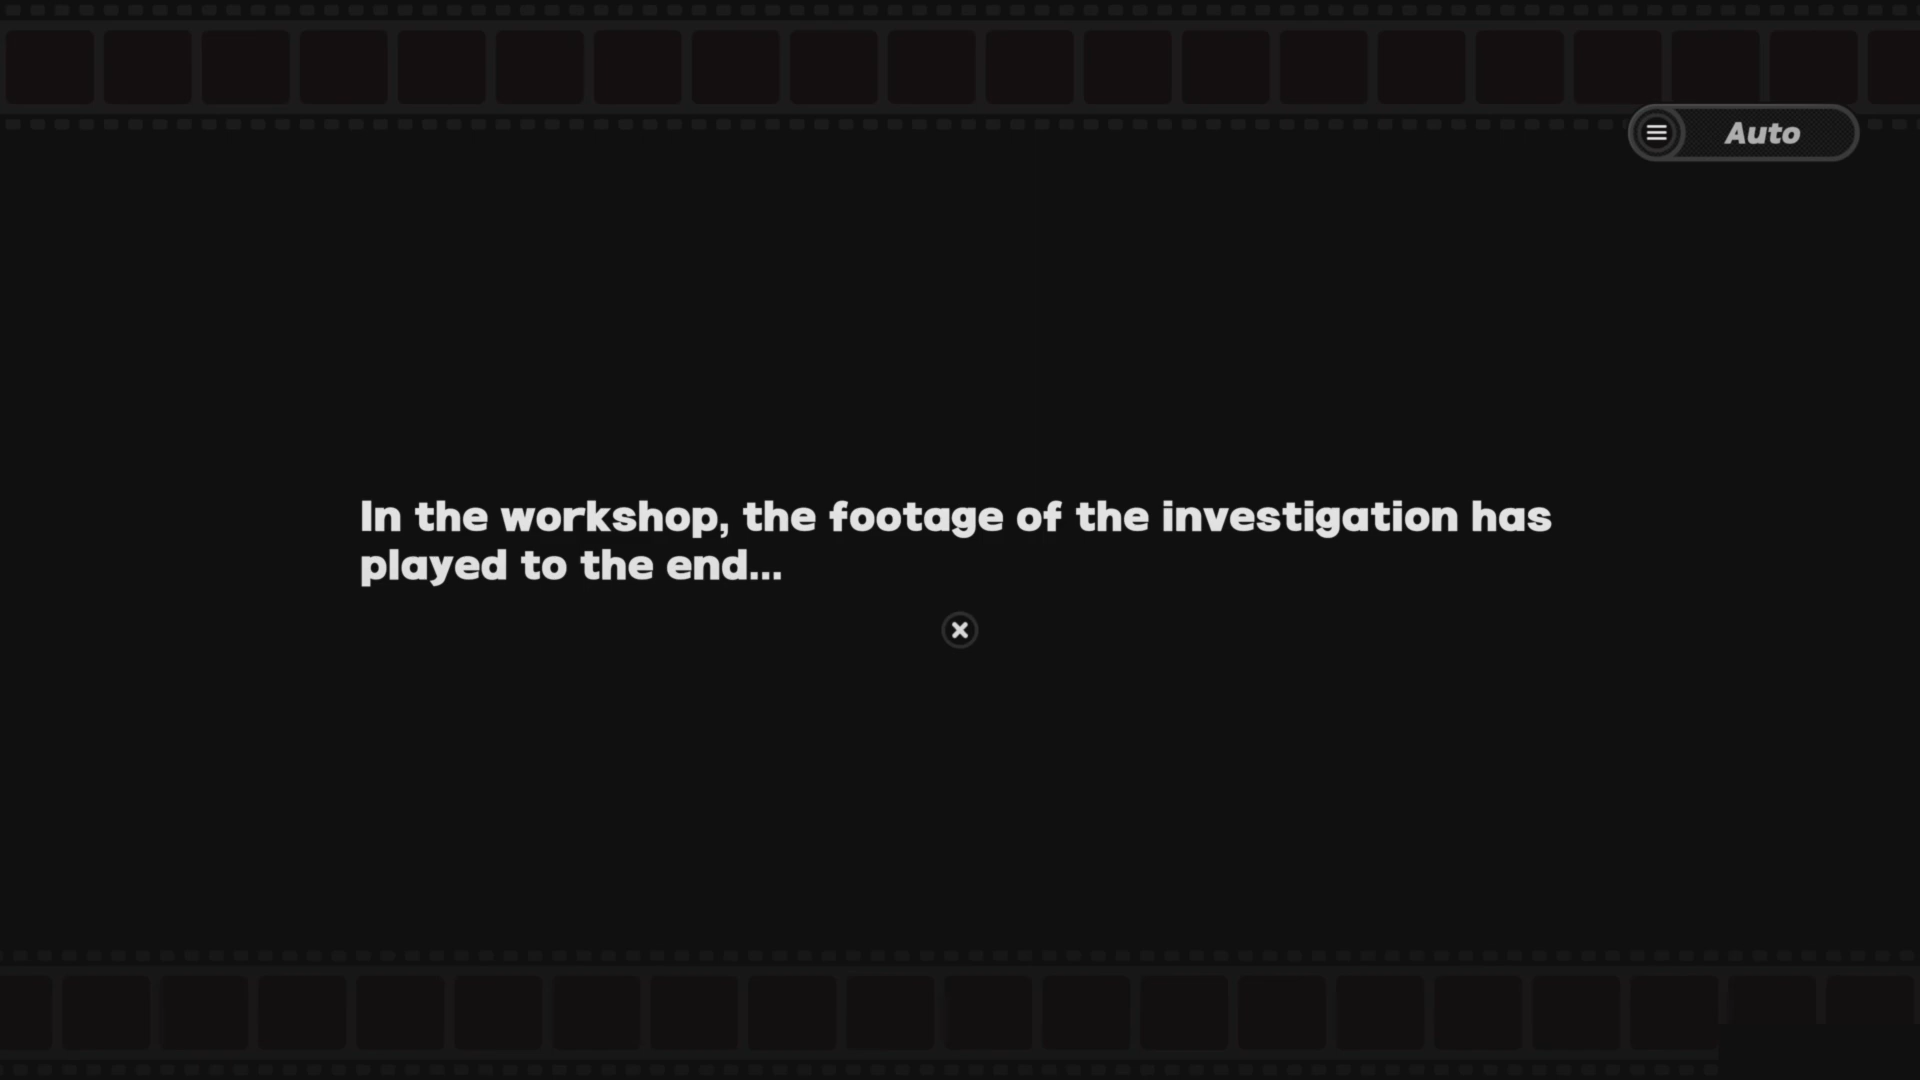 Auto
In the workshop, the footage of the investigation has
played to the end...